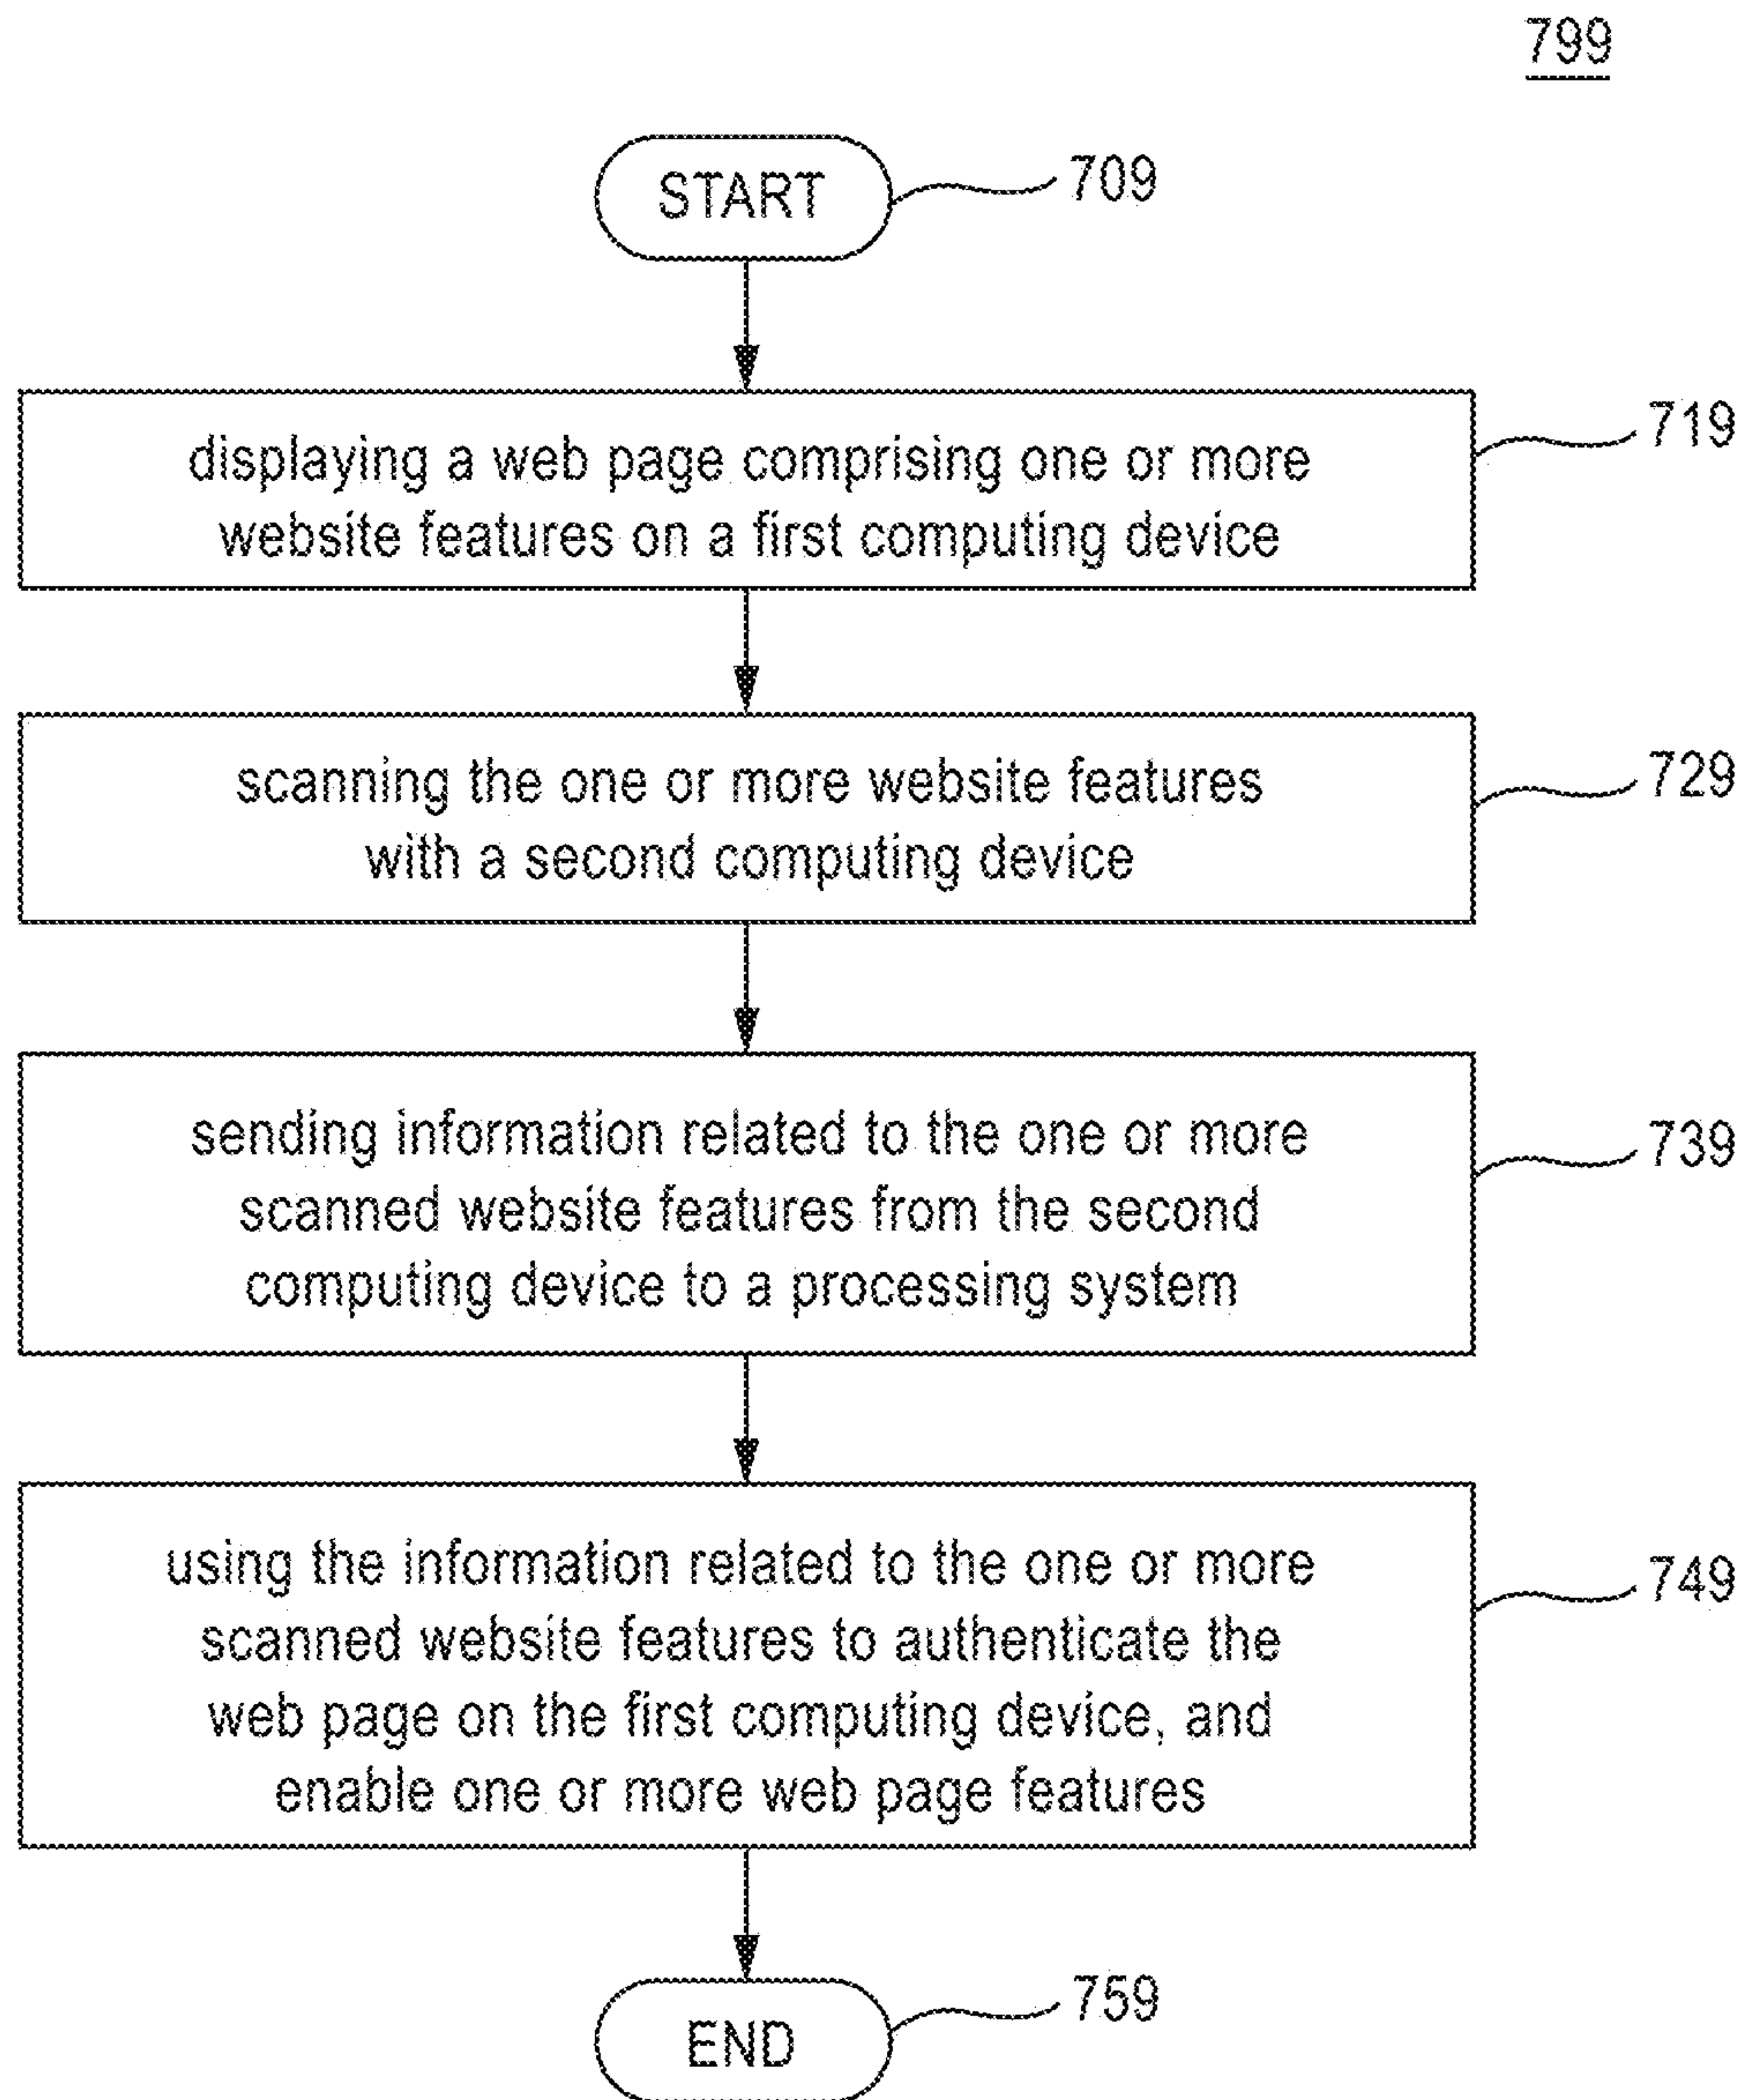 799
START
709
displaying a web page comprising one or more
website features on a first computing device
719
scanning the one or more website features
with a second computing device
729
sending information related to the one or more
scanned website features from the second
computing device to a processing system
739
using the information related to the one or more
scanned website features to authenticate the
web page on the first computing device, and
enable one or more web page features
749
END
759